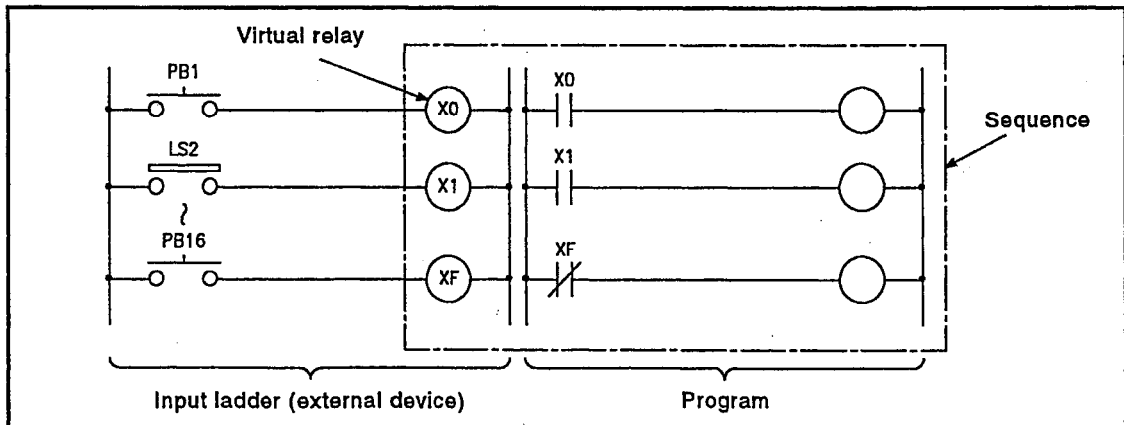 Virtual relay
PB1
X0
X0
Sequence
LS2
X1
X1
PB16
XF
XF
Input ladder (external device)
Program